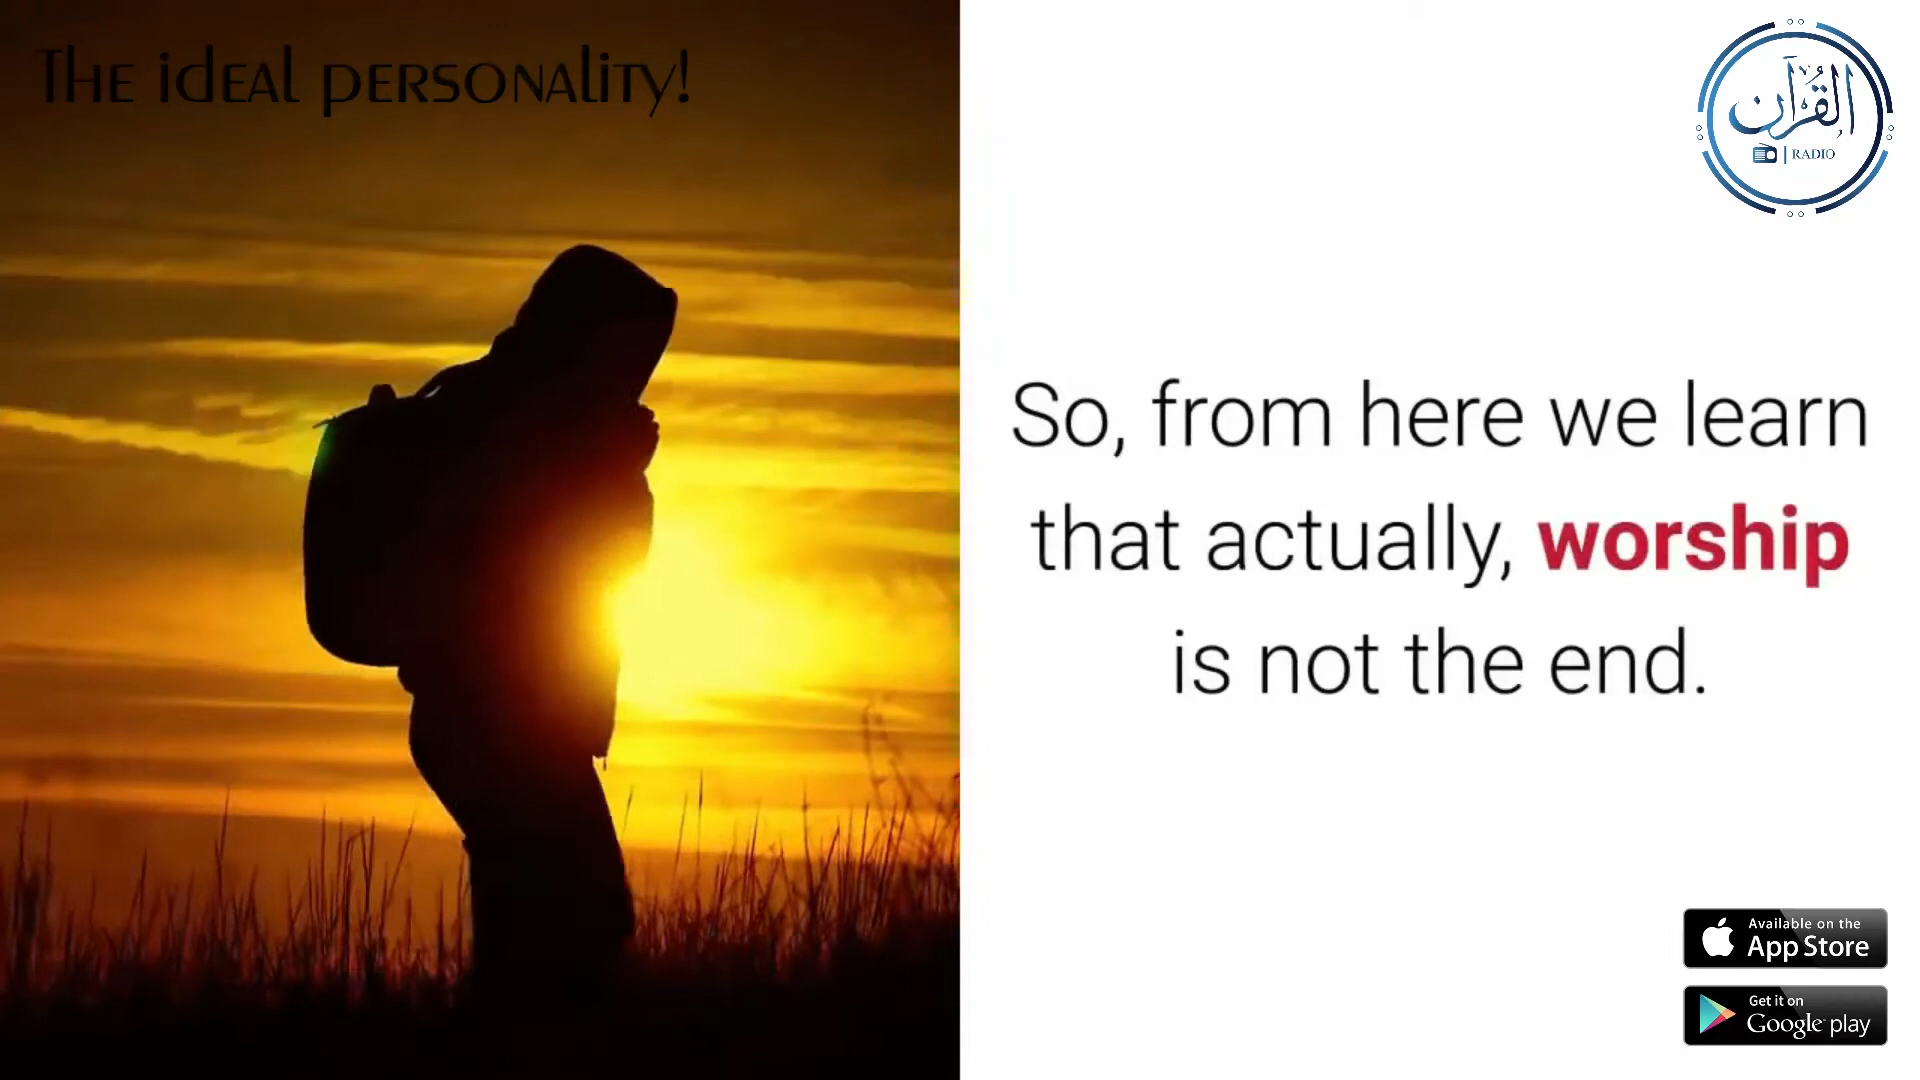 The ideal personality!
القرآن
| RADIO
So, from here we learn
that actually, worship
is not the end.
Available on the
App Store
Get it on
Google play